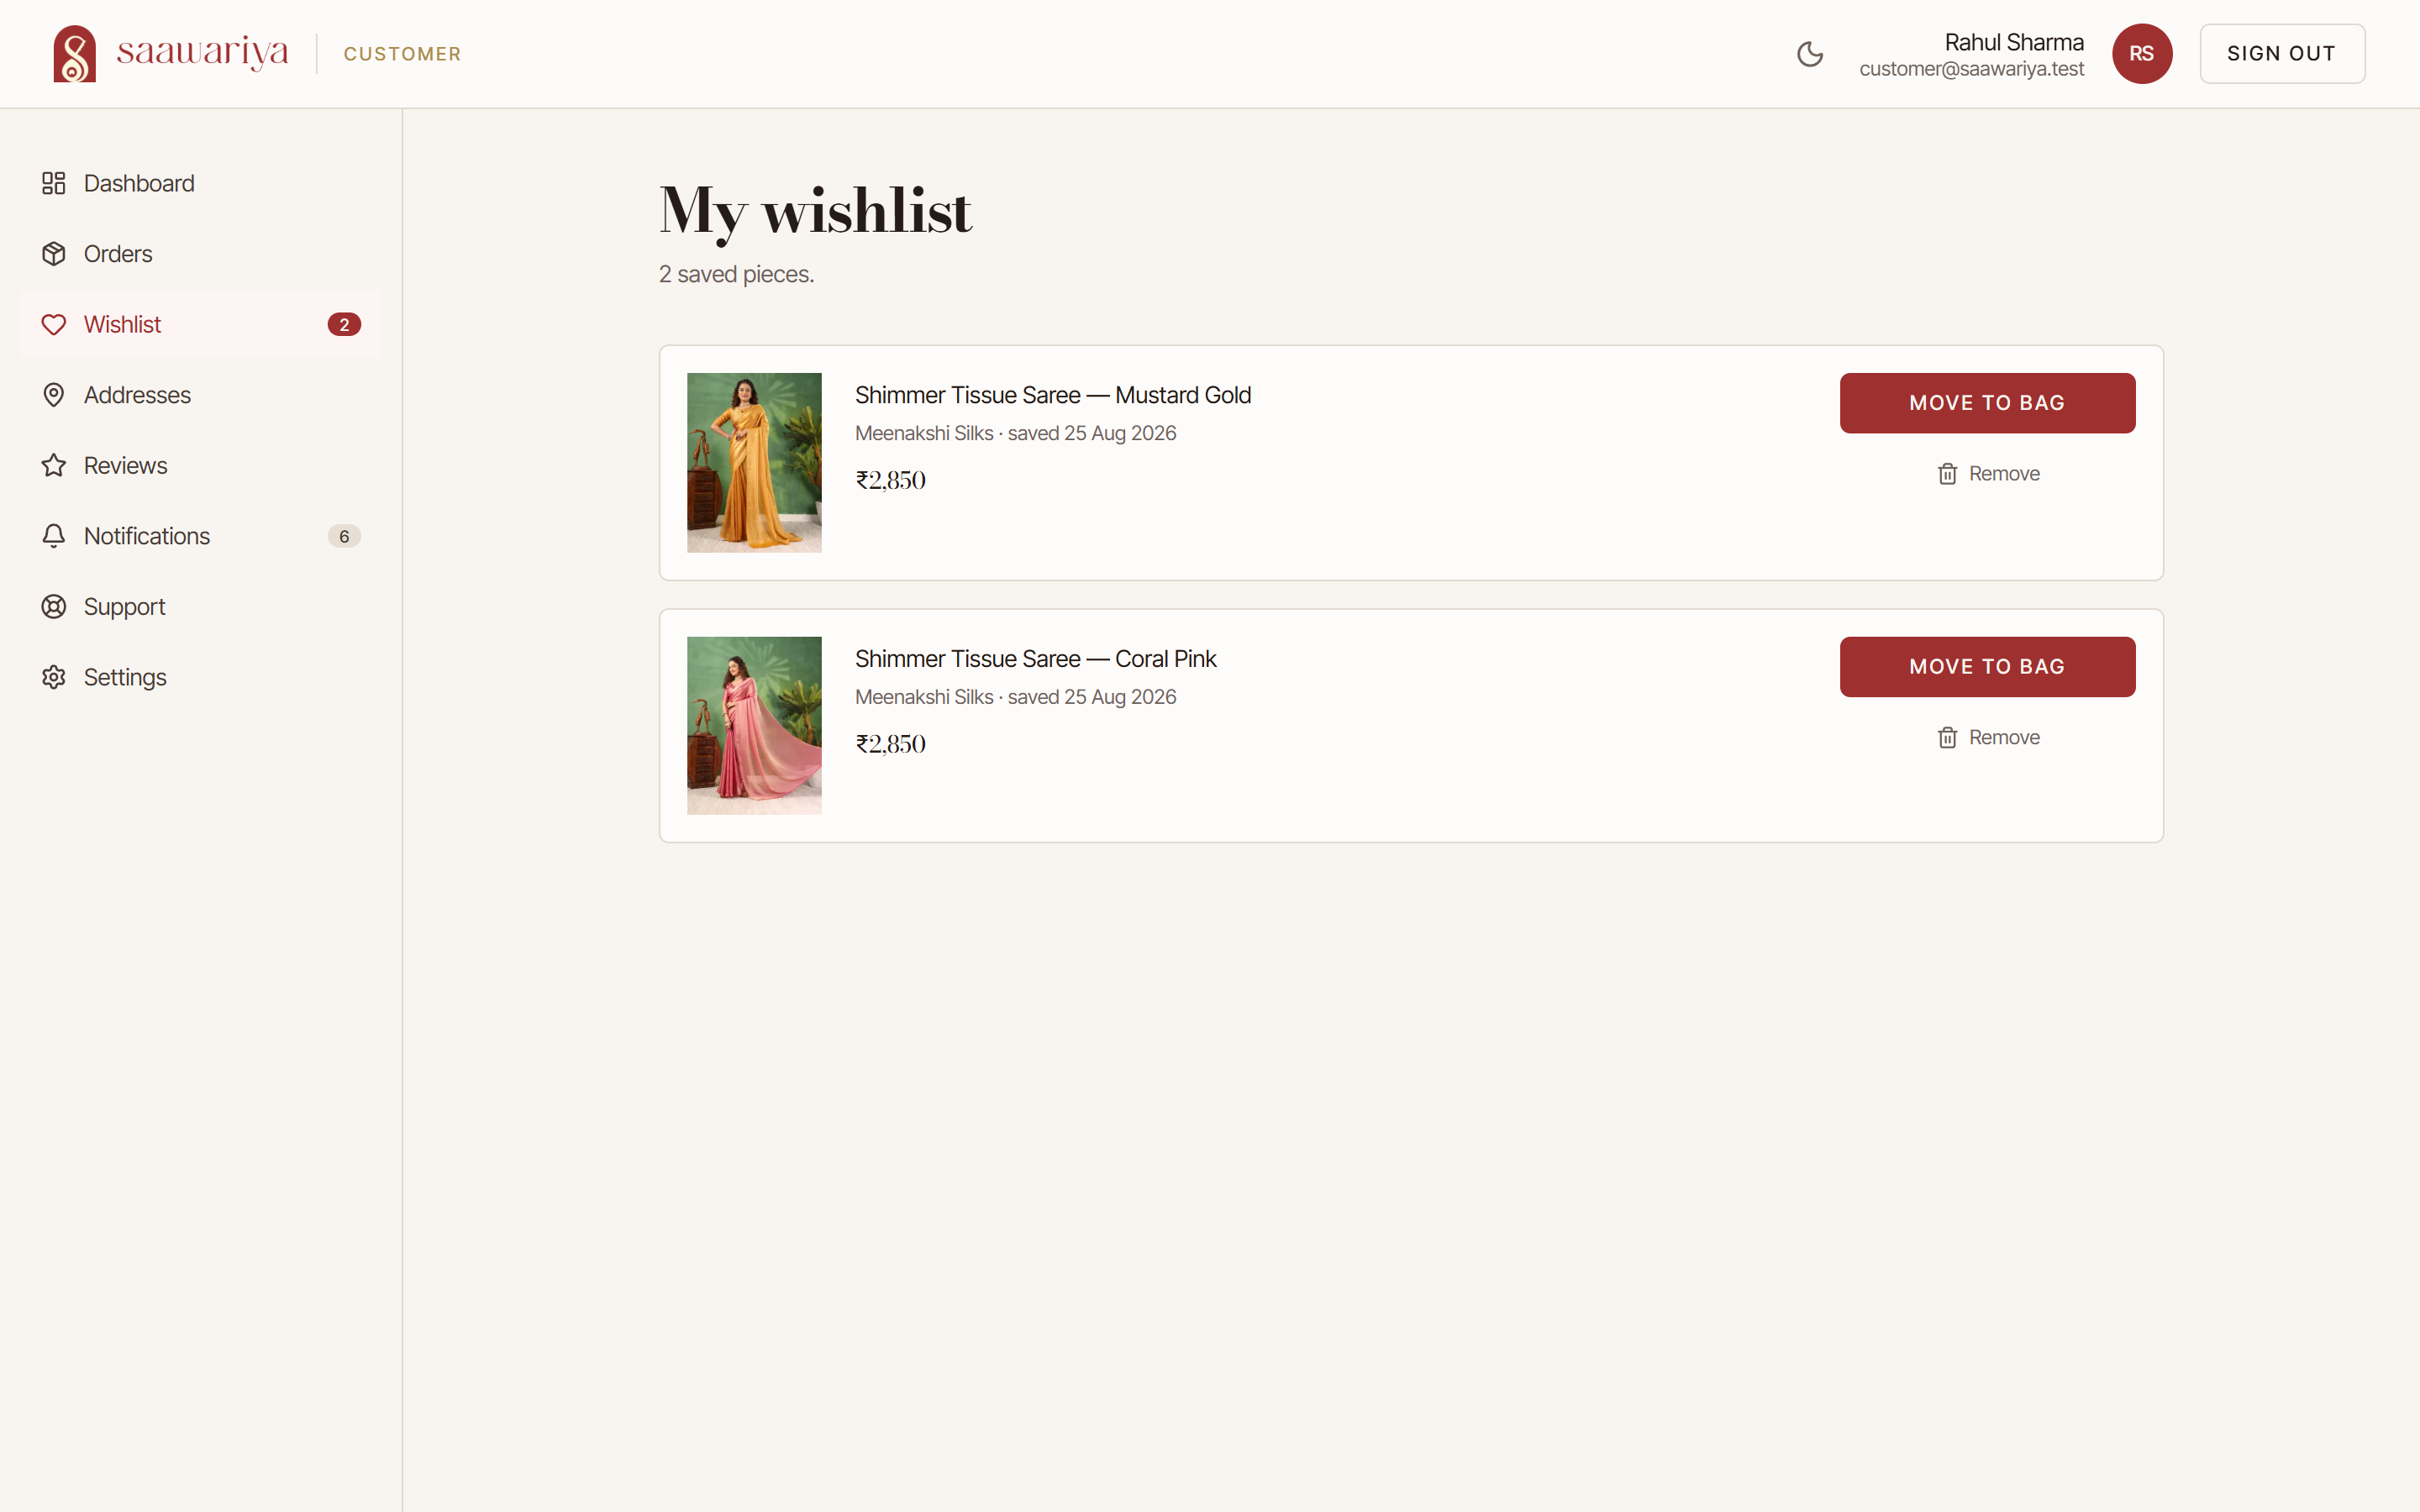 saawariya
CUSTOMER
Rahul Sharma
customer@saawariya.test
RS
SIGN OUT
Dashboard
Orders
Wishlist 2
Addresses
Reviews
Notifications 6
Support
Settings
My wishlist
2 saved pieces.
Shimmer Tissue Saree — Mustard Gold
Meenakshi Silks · saved 25 Aug 2026
₹2,850
MOVE TO BAG
Remove
Shimmer Tissue Saree — Coral Pink
Meenakshi Silks · saved 25 Aug 2026
₹2,850
MOVE TO BAG
Remove